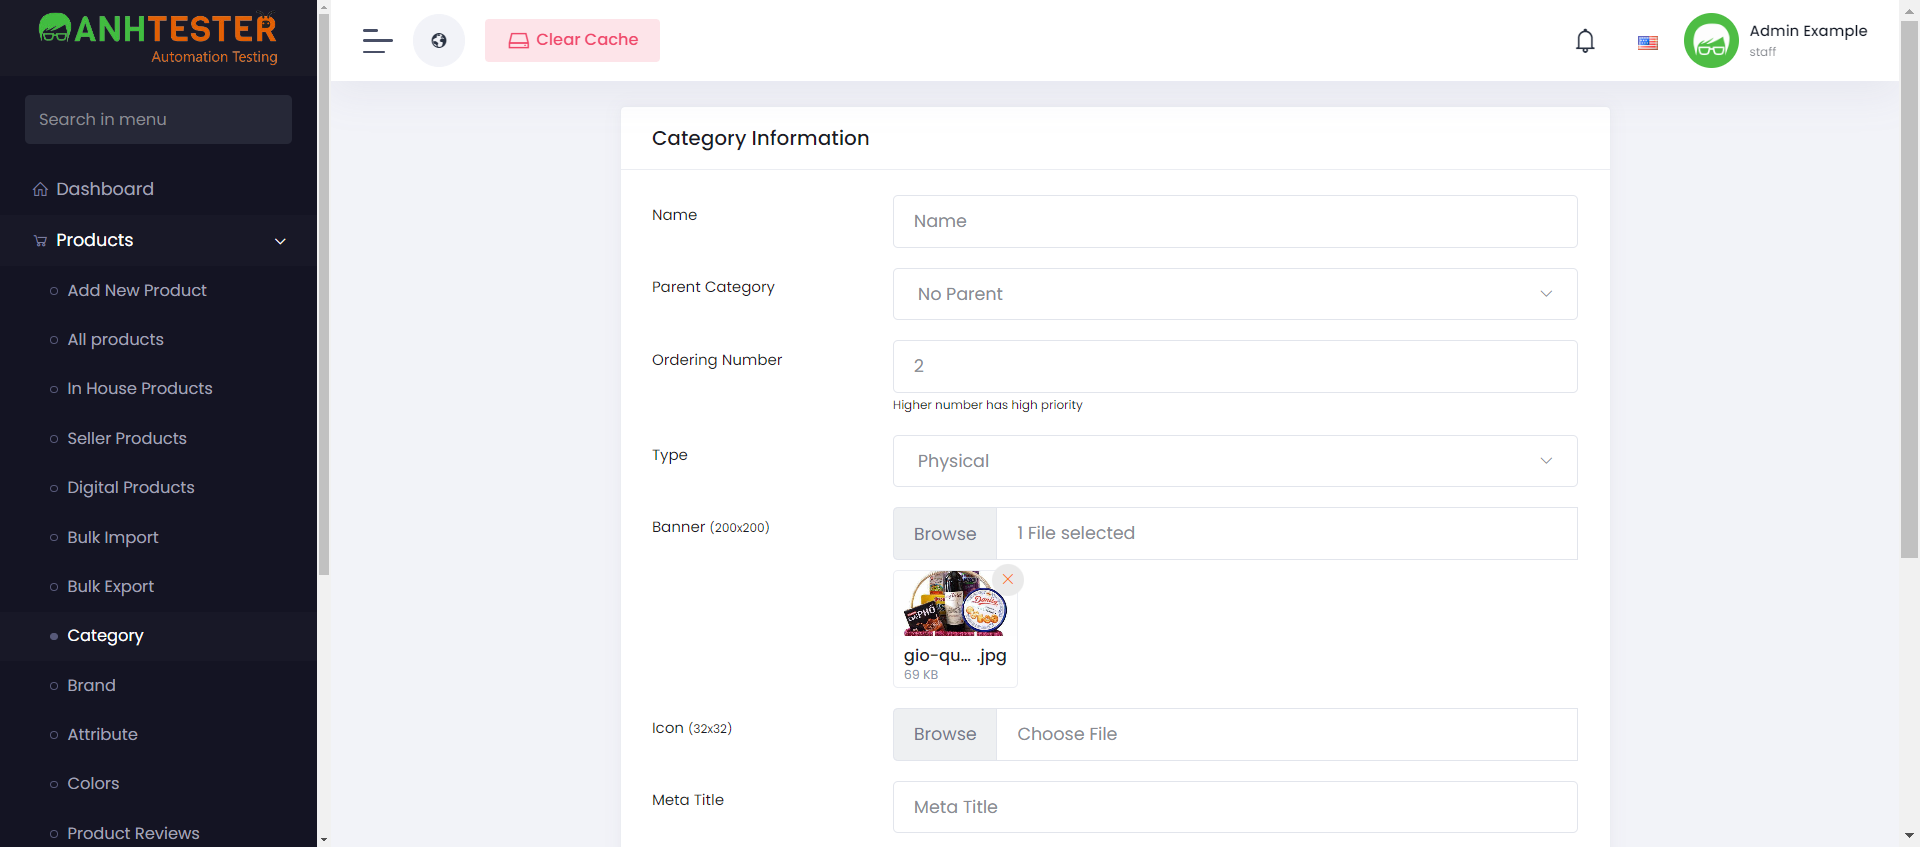 ANHTESTER
Automation Testing
Clear Cache
Admin Example
staff
Search in menu
Dashboard
Products
Add New Product
All products
In House Products
Seller Products
Digital Products
Bulk Import
Bulk Export
Category
Brand
Attribute
Colors
Product Reviews
Category Information
Name
Name
Parent Category
No Parent
Ordering Number
2
Higher number has high priority
Type
Physical
Banner (200x200)
Browse
1 File selected
PHỞ
Danisa
gio-qu... .jpg
69 KB
Icon (32x32)
Browse
Choose File
Meta Title
Meta Title